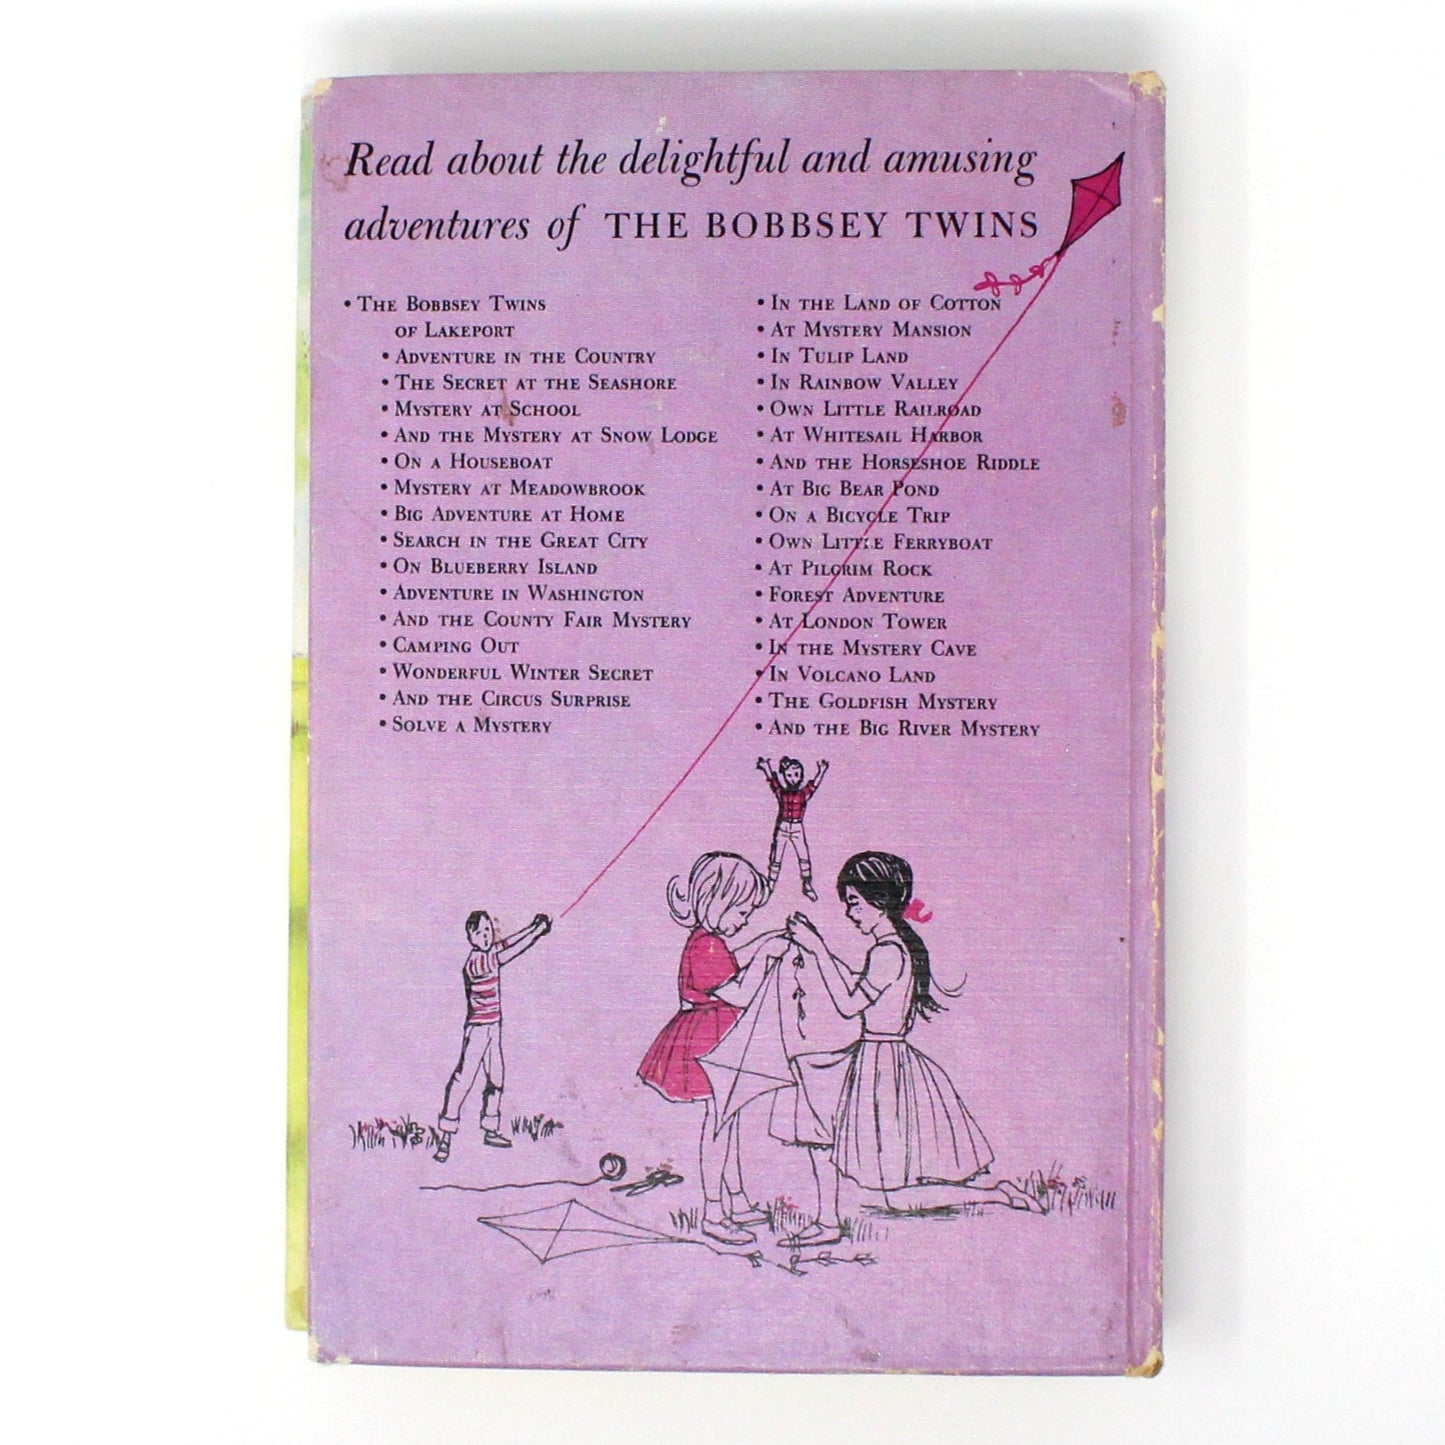 Read about the delightful and amusing
adventures of THE BOBBSEY TWINS
• THE BOBBSEY TWINS
OF LAKEPORT
• ADVENTURE IN THE COUNTRY
• THE SECRET AT THE SEASHORE
• MYSTERY AT SCHOOL
• AND THE MYSTERY AT SNOW LODGE
• ON A HOUSEBOAT
• MYSTERY AT MEADOWBROOK
• BIG ADVENTURE AT HOME
• SEARCH IN THE GREAT CITY
• ON BLUEBERRY ISLAND
• ADVENTURE IN WASHINGTON
• AND THE COUNTY FAIR MYSTERY
• CAMPING OUT
• WONDERFUL WINTER SECRET
• AND THE CIRCUS SURPRISE
• SOLVE A MYSTERY
• IN THE LAND OF COTTON
• AT MYSTERY MANSION
• IN TULIP LAND
• IN RAINBOW VALLEY
• OWN LITTLE RAILROAD
• AT WHITESAIL HARBOR
• AND THE HORSESHOE RIDDLE
• AT BIG BEAR POND
• ON A BICYCLE TRIP
• OWN LITTLE FERRYBOAT
• AT PILGRIM ROCK
• FOREST ADVENTURE
• AT LONDON TOWER
• IN THE MYSTERY CAVE
• IN VOLCANO LAND
• THE GOLDFISH MYSTERY
• AND THE BIG RIVER MYSTERY